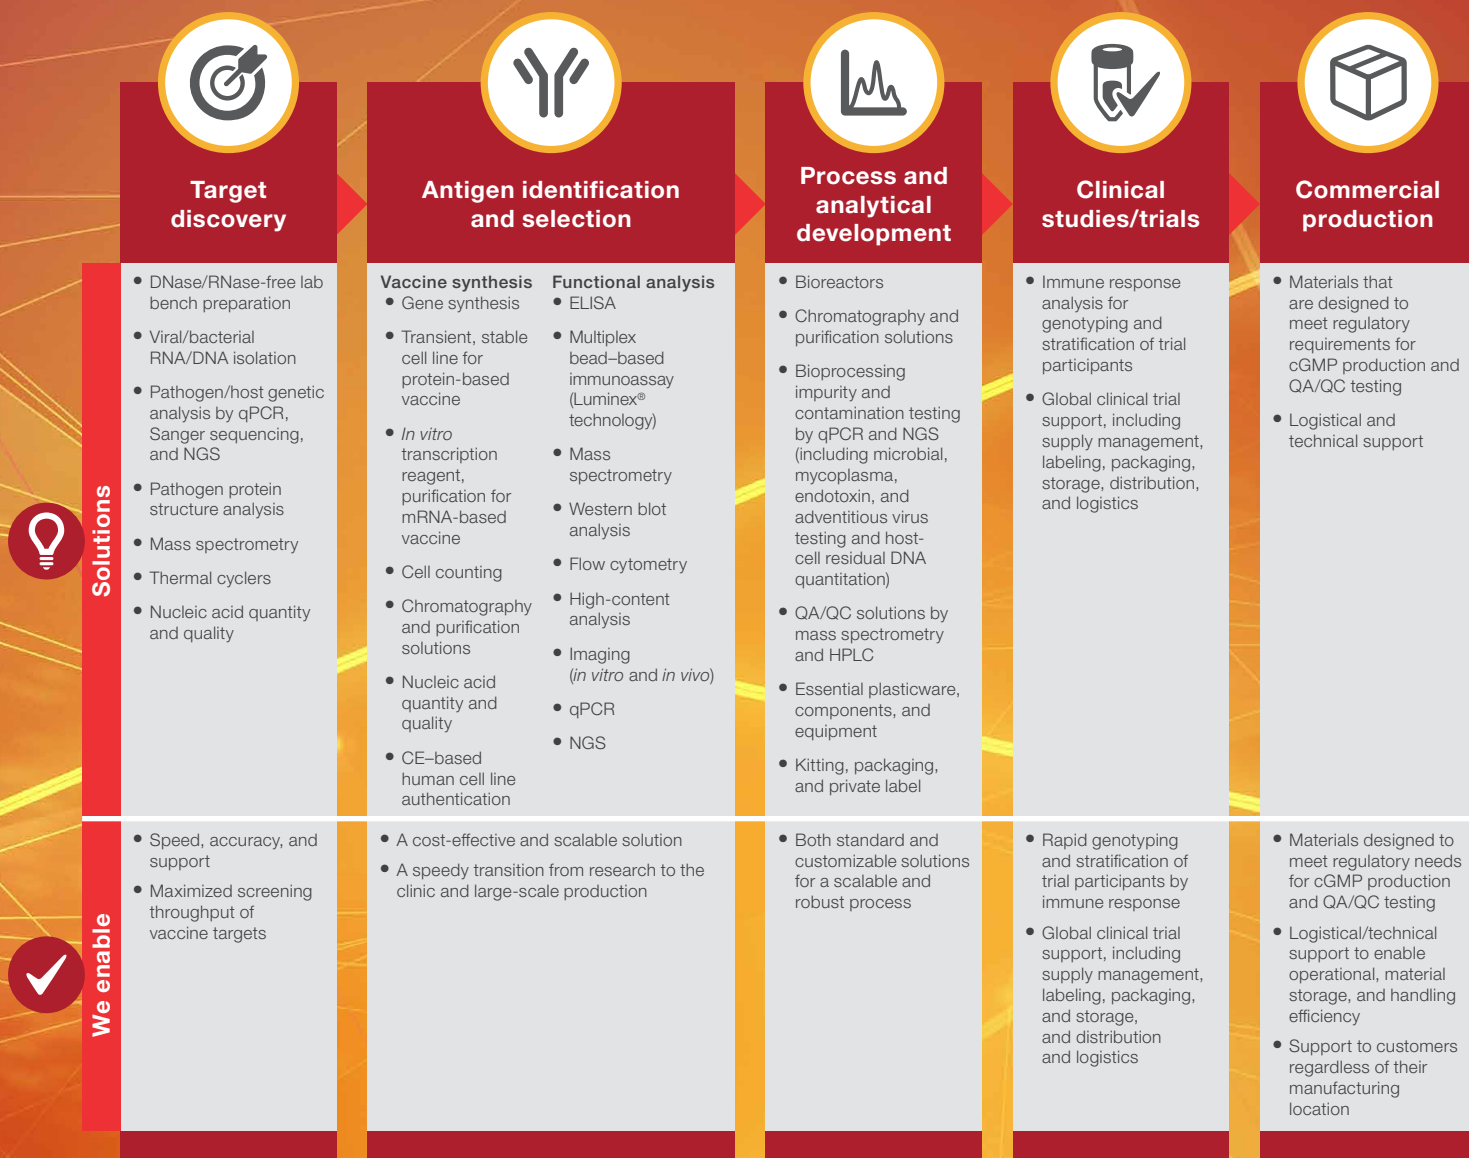 Target
discovery
Antigen identification
and selection
Process and
analytical
development
Clinical
studies/trials
Commercial
production
Solutions
• DNase/RNase-free lab
bench preparation
• Viral/bacterial
RNA/DNA isolation
• Pathogen/host genetic
analysis by qPCR,
Sanger sequencing,
and NGS
• Pathogen protein
structure analysis
• Mass spectrometry
• Thermal cyclers
• Nucleic acid quantity
and quality
Vaccine synthesis
• Gene synthesis
• Transient, stable
cell line for
protein-based
vaccine
• In vitro
transcription
reagent,
purification for
mRNA-based
vaccine
• Cell counting
• Chromatography
and purification
solutions
• Nucleic acid
quantity and
quality
• CE–based
human cell line
authentication
Functional analysis
• ELISA
• Multiplex
bead–based
immunoassay
(Luminex®
technology)
• Mass
spectrometry
• Western blot
analysis
• Flow cytometry
• High-content
analysis
• Imaging
(in vitro and in vivo)
• qPCR
• NGS
• Bioreactors
• Chromatography and
purification solutions
• Bioprocessing
impurity and
contamination testing
by qPCR and NGS
(including microbial,
mycoplasma,
endotoxin, and
adventitious virus
testing and host-
cell residual DNA
quantitation)
• QA/QC solutions by
mass spectrometry
and HPLC
• Essential plasticware,
components, and
equipment
• Kitting, packaging,
and private label
• Immune response
analysis for
genotyping and
stratification of trial
participants
• Global clinical trial
support, including
supply management,
labeling, packaging,
storage, distribution,
and logistics
• Materials that
are designed to
meet regulatory
requirements for
cGMP production and
QA/QC testing
• Logistical and
technical support
We enable
• Speed, accuracy, and
support
• Maximized screening
throughput of
vaccine targets
• A cost-effective and scalable solution
• A speedy transition from research to the
clinic and large-scale production
• Both standard and
customizable solutions
for a scalable and
robust process
• Rapid genotyping
and stratification of
trial participants by
immune response
• Global clinical trial
support, including
supply management,
labeling, packaging,
and storage,
and distribution
and logistics
• Materials designed to
meet regulatory needs
for cGMP production
and QA/QC testing
• Logistical/technical
support to enable
operational, material
storage, and handling
efficiency
• Support to customers
regardless of their
manufacturing
location